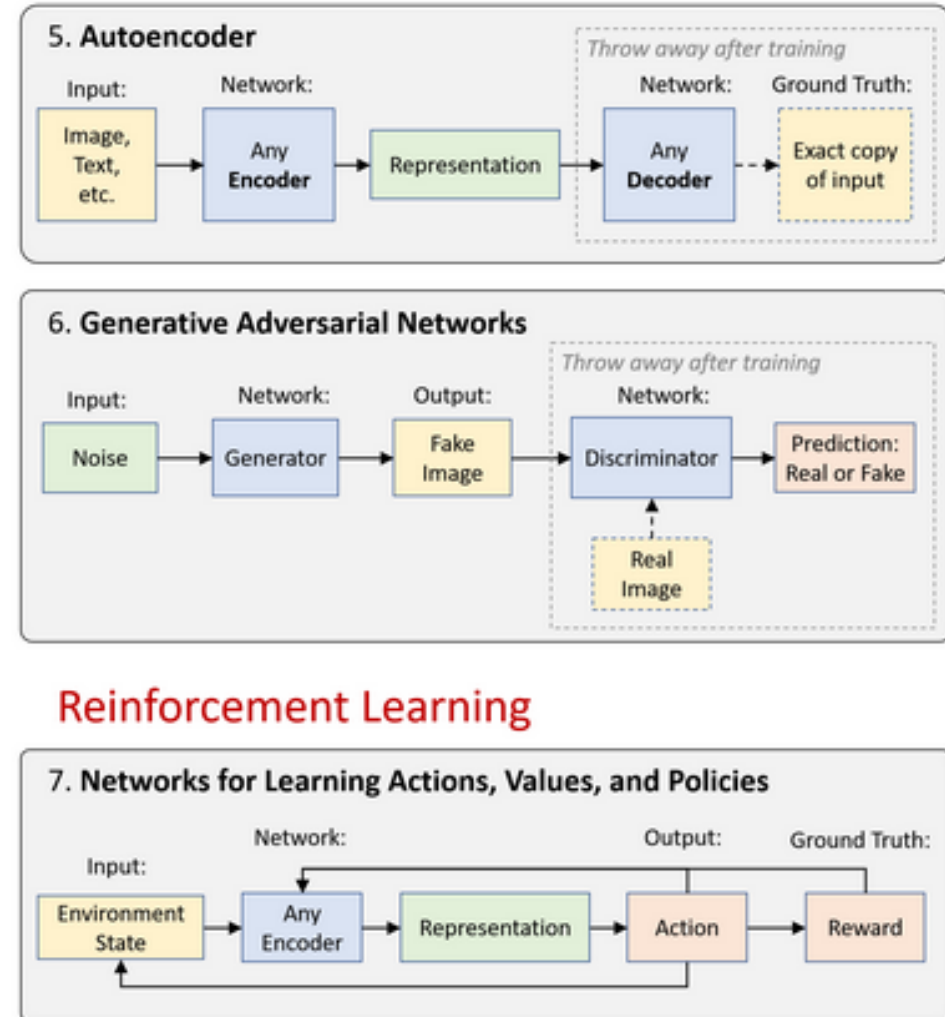 5. Autoencoder
Throw away after training
Input:
Network:
Network:
Ground Truth:
Image,
Text,
etc.
Any
Encoder
Representation
Any
Decoder
Exact copy
of input
6. Generative Adversarial Networks
Throw away after training
Input:
Network:
Output:
Network:
Noise
Generator
Fake
Image
Discriminator
Prediction:
Real or Fake
Real
Image
Reinforcement Learning
7. Networks for Learning Actions, Values, and Policies
Network:
Output:
Ground Truth:
Input:
Environment
State
Any
Encoder
Representation
Action
Reward